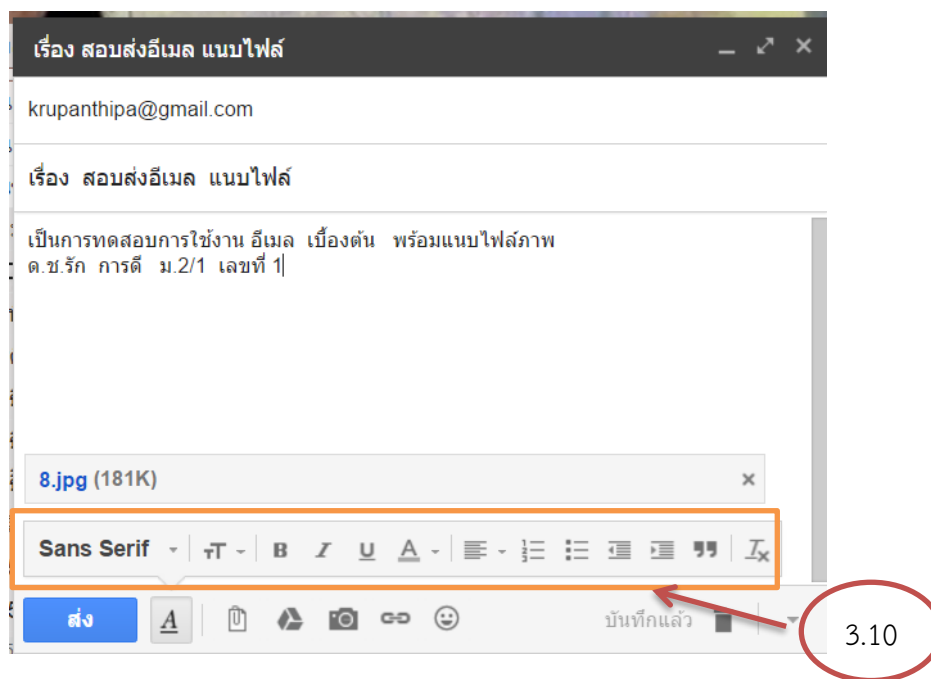 เรื่อง สอบส่งอีเมล แนบไฟล์
krupanthipa@gmail.com
เรื่อง สอบส่งอีเมล แนบไฟล์
เป็นการทดสอบการใช้งาน อีเมล เบื้องต้น พร้อมแนบไฟล์ภาพ
ด.ช.รัก การดี ม.2/1 เลขที่ 1
8.jpg (181K)
Sans Serif
ส่ง
บันทึกแล้ว
3.10